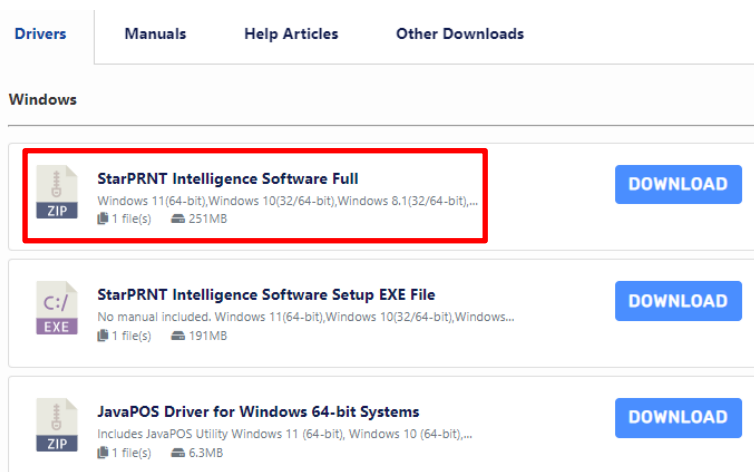 Drivers Manuals Help Articles Other Downloads
Windows
StarPRNT Intelligence Software Full
Windows 11(64-bit),Windows 10(32/64-bit),Windows 8.1(32/64-bit),...
1 file(s) 251MB
ZIP
DOWNLOAD
StarPRNT Intelligence Software Setup EXE File
No manual included. Windows 11(64-bit),Windows 10(32/64-bit),Windows...
1 file(s) 191MB
C:/
EXE
DOWNLOAD
JavaPOS Driver for Windows 64-bit Systems
Includes JavaPOS Utility Windows 11 (64-bit), Windows 10 (64-bit),...
1 file(s) 6.3MB
ZIP
DOWNLOAD